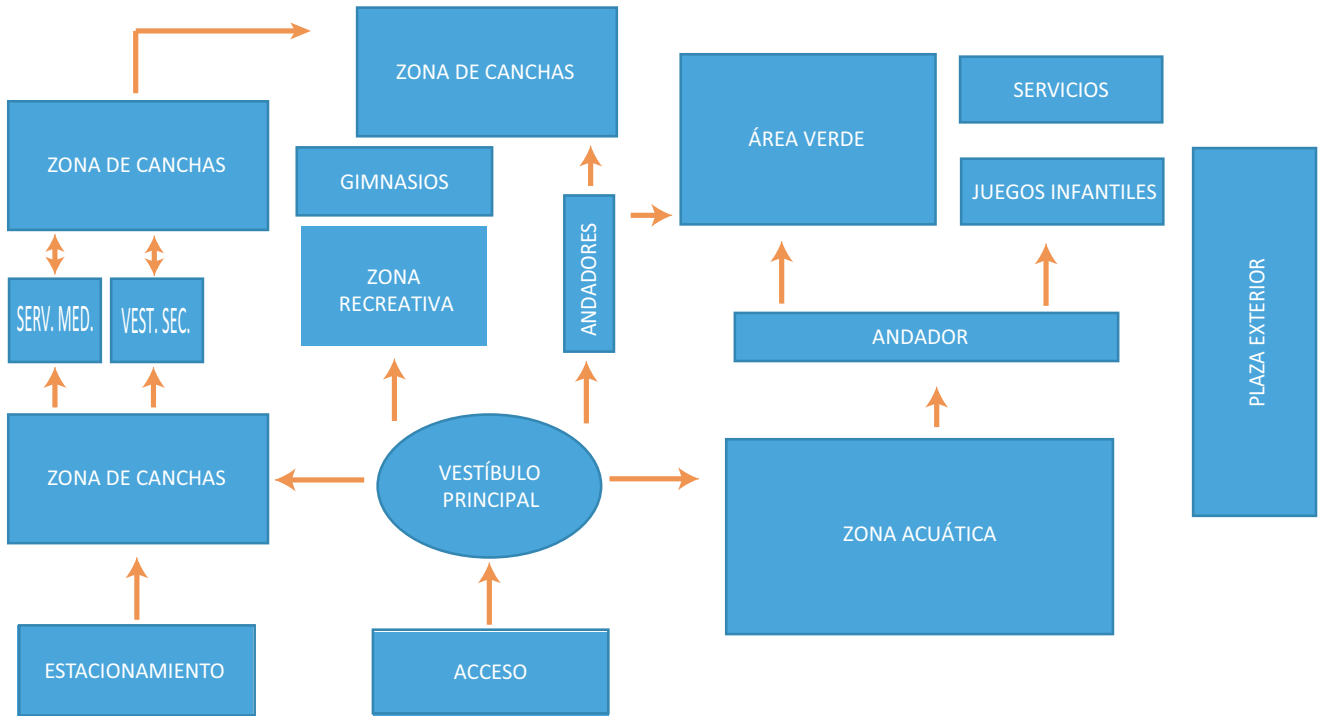 ZONA DE CANCHAS
ÁREA VERDE
SERVICIOS
ZONA DE CANCHAS
GIMNASIOS
JUEGOS INFANTILES
ANDADORES
ZONA
RECREATIVA
SERV. MED.
VEST. SEC.
ANDADOR
PLAZA EXTERIOR
ZONA DE CANCHAS
VESTÍBULO
PRINCIPAL
ZONA ACUÁTICA
ESTACIONAMIENTO
ACCESO